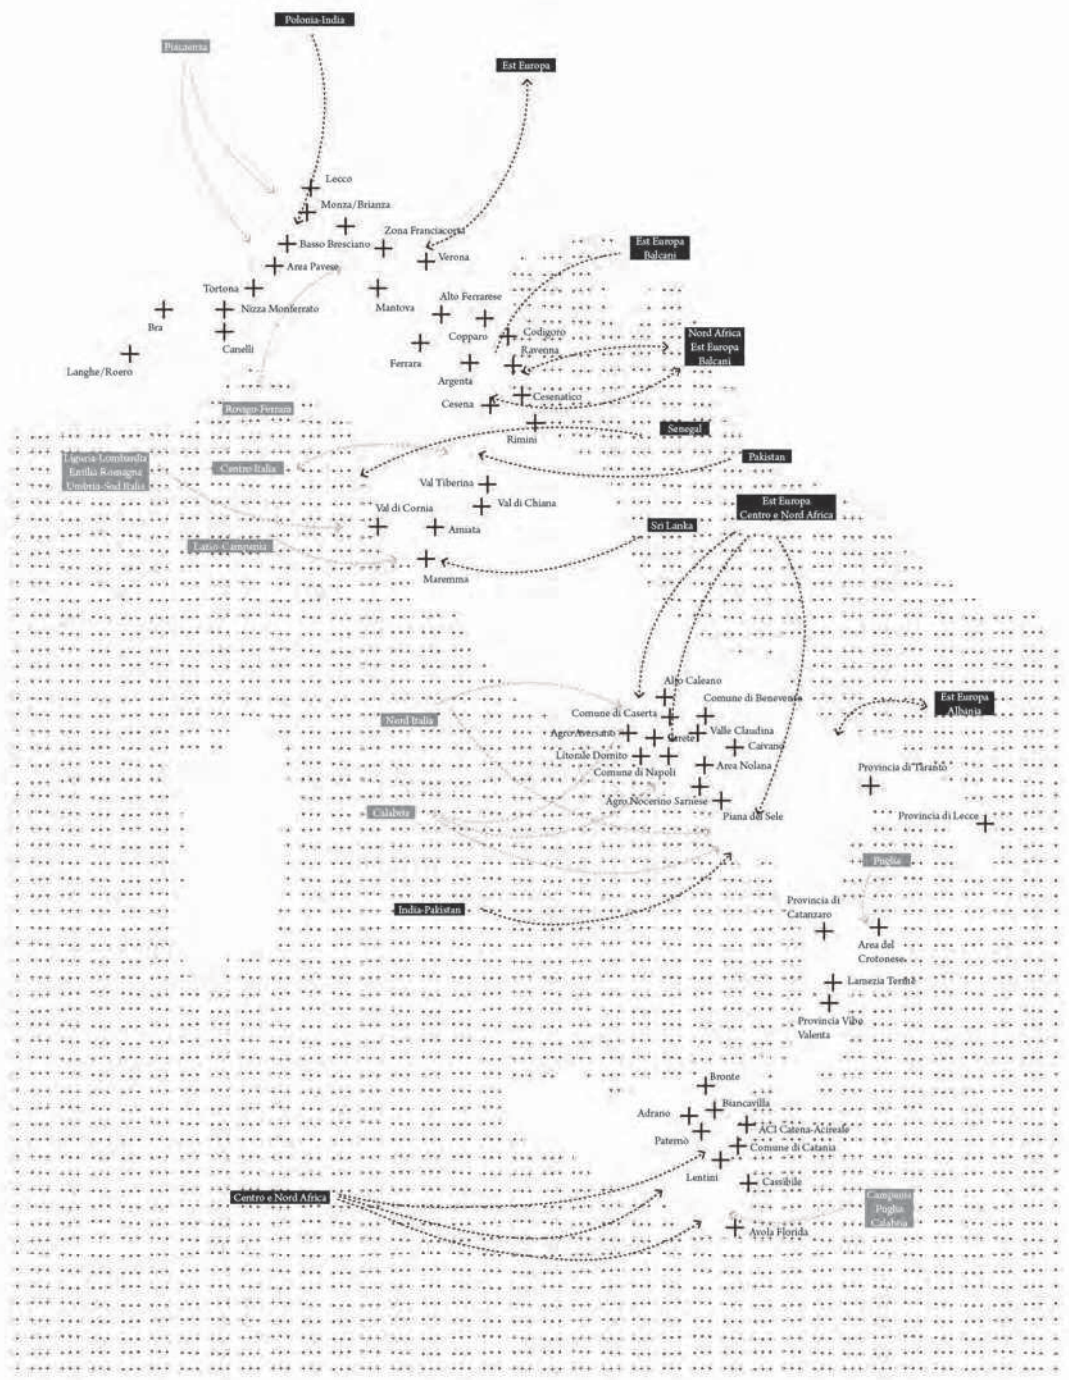 Polonia-India
Piacenza
Est Europa
Lecco
Monza/Brianza
Zona Franciacorta
Basso Bresciano
Verona
Est Europa
Balcani
Area Pavese
Tortona
Mantova
Alto Ferrarese
Nizza Monferrato
Bra
Copparo
Codigoro
Nord Africa
Est Europa
Balcani
Canelli
Ravenna
Ferrara
Langhe/Roero
Argenta
Cesena
Cesenatico
Rovigo-Ferrara
Rimini
Senegal
Liguria-Lombardia
Emilia Romagna
Umbria-Sud Italia
Centro Italia
Pakistan
Val Tiberina
Val di Cornia
Val di Chiana
Est Europa
Centro e Nord Africa
Amiata
Sri Lanka
Lazio-Campania
Maremma
Alto Caleano
Comune di Benevento
Est Europa
Albania
Nord Italia
Comune di Caserta
Agro Aversano
Valle Claudina
Caivano
Litorale Domito
Comune di Napoli
Area Nolana
Provincia di Taranto
Agro Nocerino Sarnese
Calabria
Piana del Sele
Provincia di Lecce
Puglia
India-Pakistan
Provincia di
Catanzaro
Area del
Crotonese
Lamezia Terme
Provincia Vibo
Valenta
Bronte
Biancavilla
Adrano
ACI Catena-Acireale
Paternò
Comune di Catania
Lentini
Cassibile
Centro e Nord Africa
Campania
Puglia
Calabria
Avola Florida